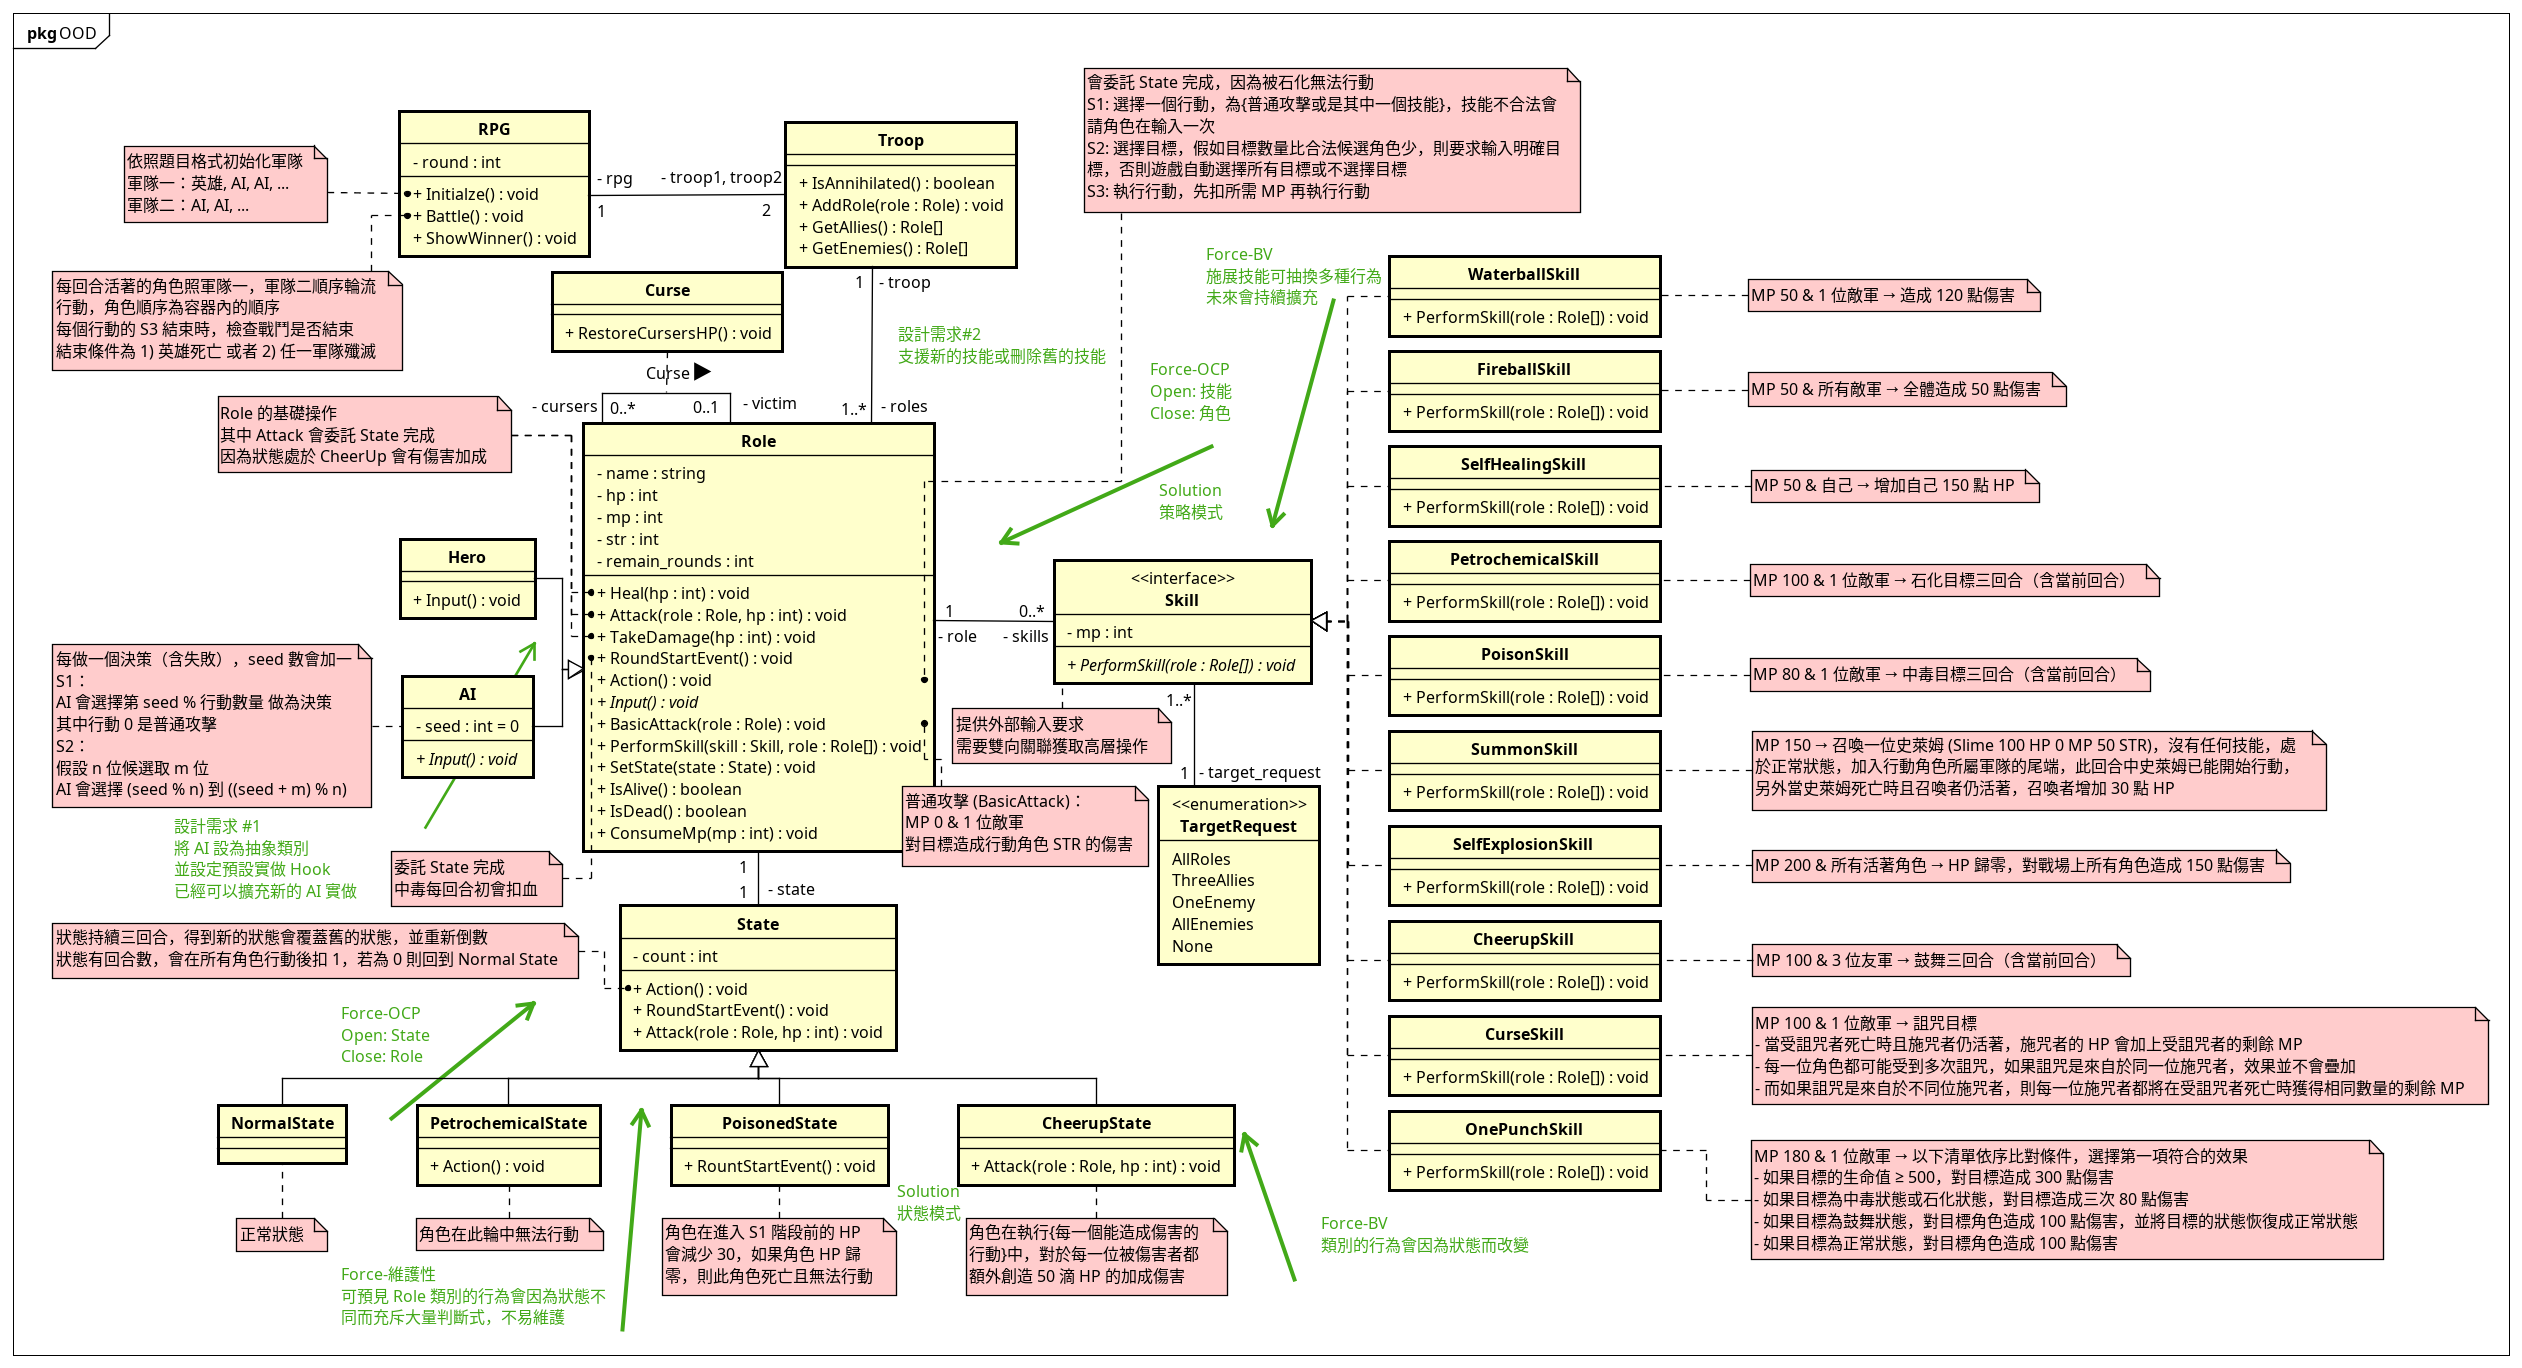 pkg OOD
會委託 State 完成，因為被石化無法行動
S1: 選擇一個行動，為{普通攻擊或是其中一個技能}，技能不合法會
請角色在輸入一次
S2: 選擇目標，假如目標數量比合法候選角色少，則要求輸入明確目
標，否則遊戲自動選擇所有目標或不選擇目標
S3: 執行行動，先扣所需 MP 再執行行動
RPG
- round : int
+ Initialze() : void
+ Battle() : void
+ ShowWinner() : void
- rpg
1
- troop1, troop2
2
Troop
+ IsAnnihilated() : boolean
+ AddRole(role : Role) : void
+ GetAllies() : Role[]
+ GetEnemies() : Role[]
依照題目格式初始化軍隊
軍隊一：英雄, AI, AI, ...
軍隊二：AI, AI, ...
每回合活著的角色照軍隊一，軍隊二順序輪流
行動，角色順序為容器內的順序
每個行動的 S3 結束時，檢查戰鬥是否結束
結束條件為 1) 英雄死亡 或者 2) 任一軍隊殲滅
Curse
+ RestoreCursersHP() : void
Curse
- cursers
0..*
0..1
- victim
1
- troop
1..*
- roles
設計需求#2
支援新的技能或刪除舊的技能
Force-BV
施展技能可抽換多種行為
未來會持續擴充
Force-OCP
Open: 技能
Close: 角色
Solution
策略模式
Role 的基礎操作
其中 Attack 會委託 State 完成
因為狀態處於 CheerUp 會有傷害加成
Role
- name : string
- hp : int
- mp : int
- str : int
- remain_rounds : int
+ Heal(hp : int) : void
+ Attack(role : Role, hp : int) : void
+ TakeDamage(hp : int) : void
+ RoundStartEvent() : void
+ Action() : void
+ Input() : void
+ BasicAttack(role : Role) : void
+ PerformSkill(skill : Skill, role : Role[]) : void
+ SetState(state : State) : void
+ IsAlive() : boolean
+ IsDead() : boolean
+ ConsumeMp(mp : int) : void
Hero
+ Input() : void
AI
- seed : int = 0
+ Input() : void
每做一個決策（含失敗），seed 數會加一
S1：
AI 會選擇第 seed % 行動數量 做為決策
其中行動 0 是普通攻擊
S2：
假設 n 位候選取 m 位
AI 會選擇 (seed % n) 到 ((seed + m) % n)
設計需求 #1
將 AI 設為抽象類別
並設定預設實做 Hook
已經可以擴充新的 AI 實做
委託 State 完成
中毒每回合初會扣血
1
- role
0..*
- skills
<<interface>>
Skill
- mp : int
+ PerformSkill(role : Role[]) : void
提供外部輸入要求
需要雙向關聯獲取高層操作
1..*
1
- target_request
<<enumeration>>
TargetRequest
AllRoles
ThreeAllies
OneEnemy
AllEnemies
None
普通攻擊 (BasicAttack)：
MP 0 & 1 位敵軍
對目標造成行動角色 STR 的傷害
1
1
- state
State
- count : int
+ Action() : void
+ RoundStartEvent() : void
+ Attack(role : Role, hp : int) : void
狀態持續三回合，得到新的狀態會覆蓋舊的狀態，並重新倒數
狀態有回合數，會在所有角色行動後扣 1，若為 0 則回到 Normal State
Force-OCP
Open: State
Close: Role
NormalState
PetrochemicalState
+ Action() : void
PoisonedState
+ RountStartEvent() : void
CheerupState
+ Attack(role : Role, hp : int) : void
Solution
狀態模式
正常狀態
角色在此輪中無法行動
角色在進入 S1 階段前的 HP
會減少 30，如果角色 HP 歸
零，則此角色死亡且無法行動
角色在執行{每一個能造成傷害的
行動}中，對於每一位被傷害者都
額外創造 50 滴 HP 的加成傷害
Force-維護性
可預見 Role 類別的行為會因為狀態不
同而充斥大量判斷式，不易維護
Force-BV
類別的行為會因為狀態而改變
WaterballSkill
+ PerformSkill(role : Role[]) : void
MP 50 & 1 位敵軍 → 造成 120 點傷害
FireballSkill
+ PerformSkill(role : Role[]) : void
MP 50 & 所有敵軍 → 全體造成 50 點傷害
SelfHealingSkill
+ PerformSkill(role : Role[]) : void
MP 50 & 自己 → 增加自己 150 點 HP
PetrochemicalSkill
+ PerformSkill(role : Role[]) : void
MP 100 & 1 位敵軍 → 石化目標三回合（含當前回合）
PoisonSkill
+ PerformSkill(role : Role[]) : void
MP 80 & 1 位敵軍 → 中毒目標三回合（含當前回合）
SummonSkill
+ PerformSkill(role : Role[]) : void
MP 150 → 召喚一位史萊姆 (Slime 100 HP 0 MP 50 STR)，沒有任何技能，處
於正常狀態，加入行動角色所屬軍隊的尾端，此回合中史萊姆已能開始行動，
另外當史萊姆死亡時且召喚者仍活著，召喚者增加 30 點 HP
SelfExplosionSkill
+ PerformSkill(role : Role[]) : void
MP 200 & 所有活著角色 → HP 歸零，對戰場上所有角色造成 150 點傷害
CheerupSkill
+ PerformSkill(role : Role[]) : void
MP 100 & 3 位友軍 → 鼓舞三回合（含當前回合）
CurseSkill
+ PerformSkill(role : Role[]) : void
MP 100 & 1 位敵軍 → 詛咒目標
- 當受詛咒者死亡時且施咒者仍活著，施咒者的 HP 會加上受詛咒者的剩餘 MP
- 每一位角色都可能受到多次詛咒，如果詛咒是來自於同一位施咒者，效果並不會疊加
- 而如果詛咒是來自於不同位施咒者，則每一位施咒者都將在受詛咒者死亡時獲得相同數量的剩餘 MP
OnePunchSkill
+ PerformSkill(role : Role[]) : void
MP 180 & 1 位敵軍 → 以下清單依序比對條件，選擇第一項符合的效果
- 如果目標的生命值 ≥ 500，對目標造成 300 點傷害
- 如果目標為中毒狀態或石化狀態，對目標造成三次 80 點傷害
- 如果目標為鼓舞狀態，對目標角色造成 100 點傷害，並將目標的狀態恢復成正常狀態
- 如果目標為正常狀態，對目標角色造成 100 點傷害